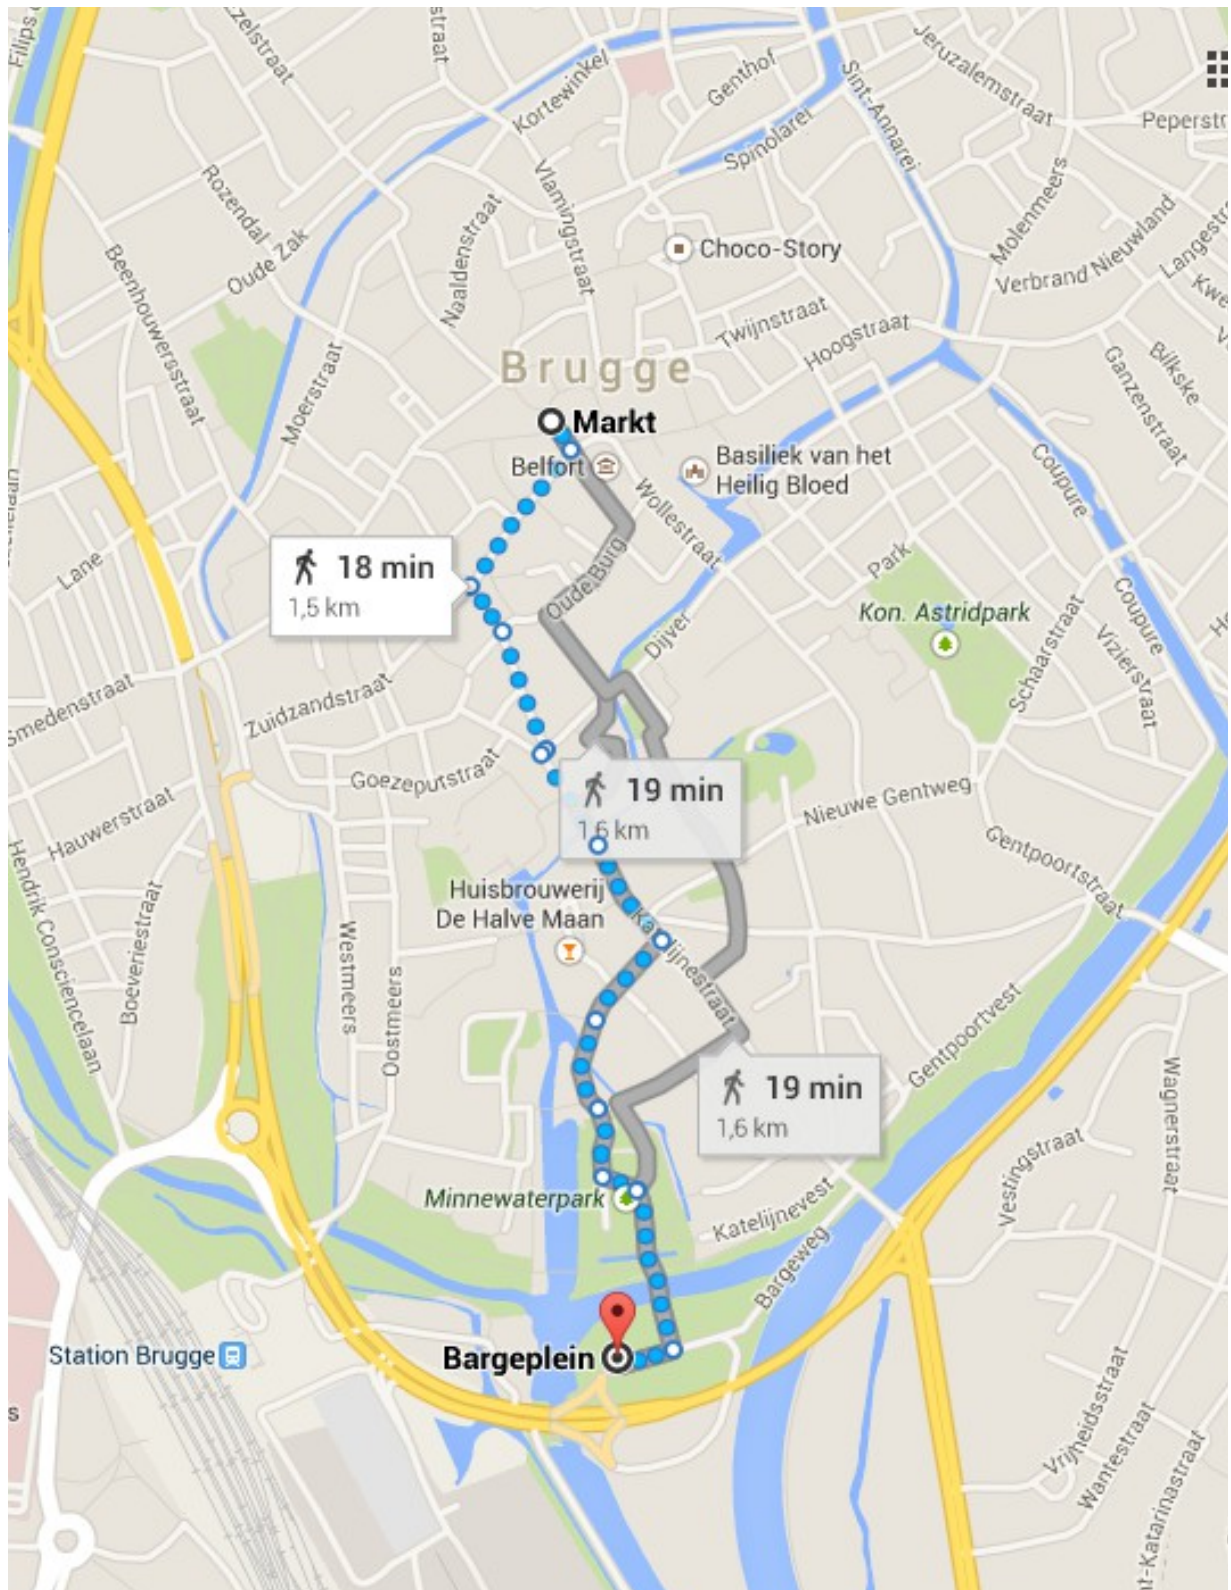 Kortewinkel
Genthof
Jeruzalemstraat
Sint-Annarei
Peperstr
Spinolarei
Rozendal
Vlamingstraat
Molenmeers
Oude Zak
Beenhouwersstraat
Naaldenstraat
Choco-Story
Verbrand Nieuwland
Langestr
Kwe
Twijnstraat
Hoogstraat
Moerstraat
Brugge
Bilkske
Ganzenstraat
Markt
Belfort
Basiliek van het
Heilig Bloed
Wollestraat
Coupure
Lane
18 min
1,5 km
Oude Burg
Park
Kon. Astridpark
Coupure
Dijver
Schaarstraat
Vizierstraat
Smedenstraat
Zuidzandstraat
Goezeputstraat
19 min
1,6 km
Nieuwe Gentweg
Hauwerstraat
Gentpoortstraat
Hendrik Consciencelaan
Huisbrouwerij
De Halve Maan
Boeveriestraat
Westmeers
Oostmeers
Gentpoortvest
19 min
1,6 km
Wagnerstraat
Vestingstraat
Minnewaterpark
Katelijnevest
Bargeweg
Station Brugge
Bargeplein
Vrijheidsstraat
Wantestraat
t-Katarinastraat